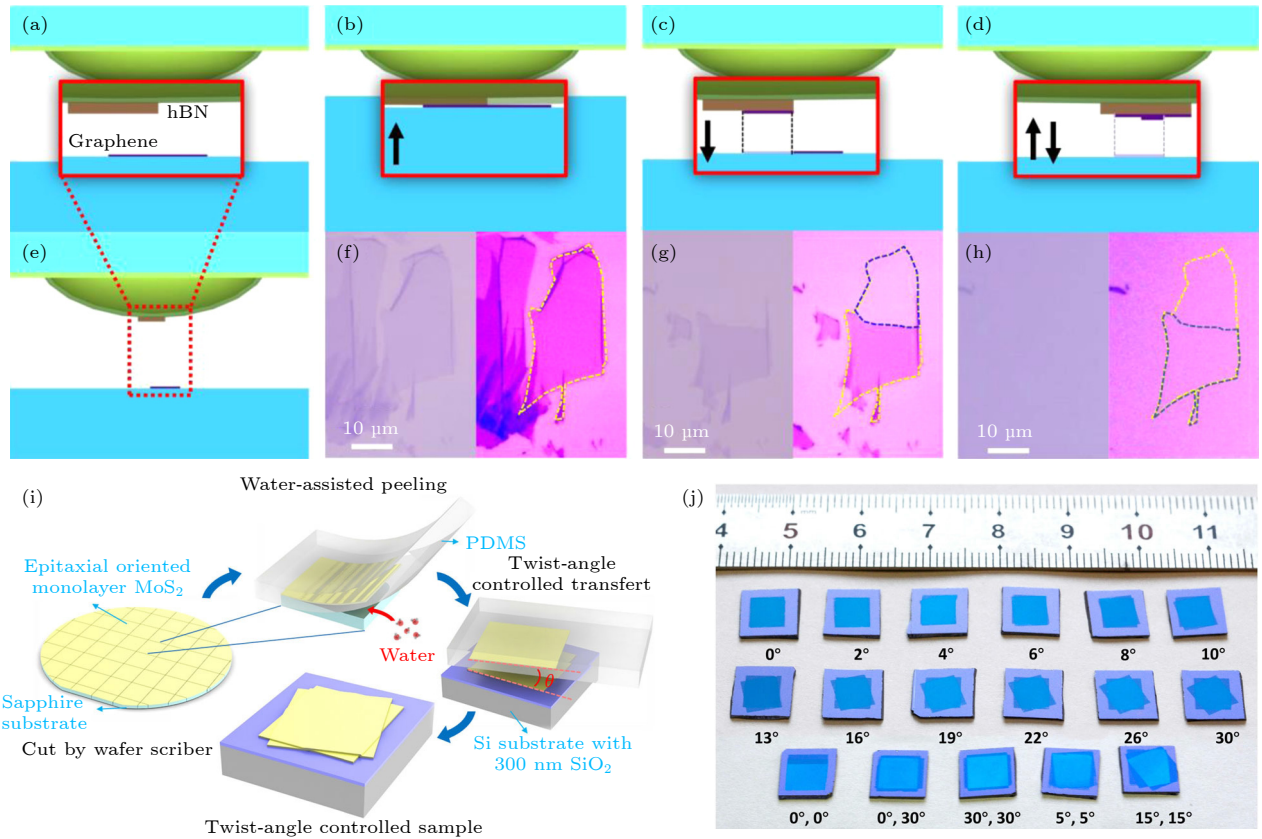 (a)
(b)
(c)
(d)
hBN
Graphene
(e)
(f)
(g)
(h)
10 µm
10 µm
10 µm
(i)
Water-assisted peeling
PDMS
Epitaxial oriented
monolayer MoS₂
Twist-angle
controlled transfert
Water
θ
Sapphire
substrate
Cut by wafer scriber
Si substrate with
300 nm SiO₂
Twist-angle controlled sample
(j)
4 5 6 7 8 9 10 11
0° 2° 4° 6° 8° 10°
13° 16° 19° 22° 26° 30°
0°, 0° 0°, 30° 30°, 30° 5°, 5° 15°, 15°